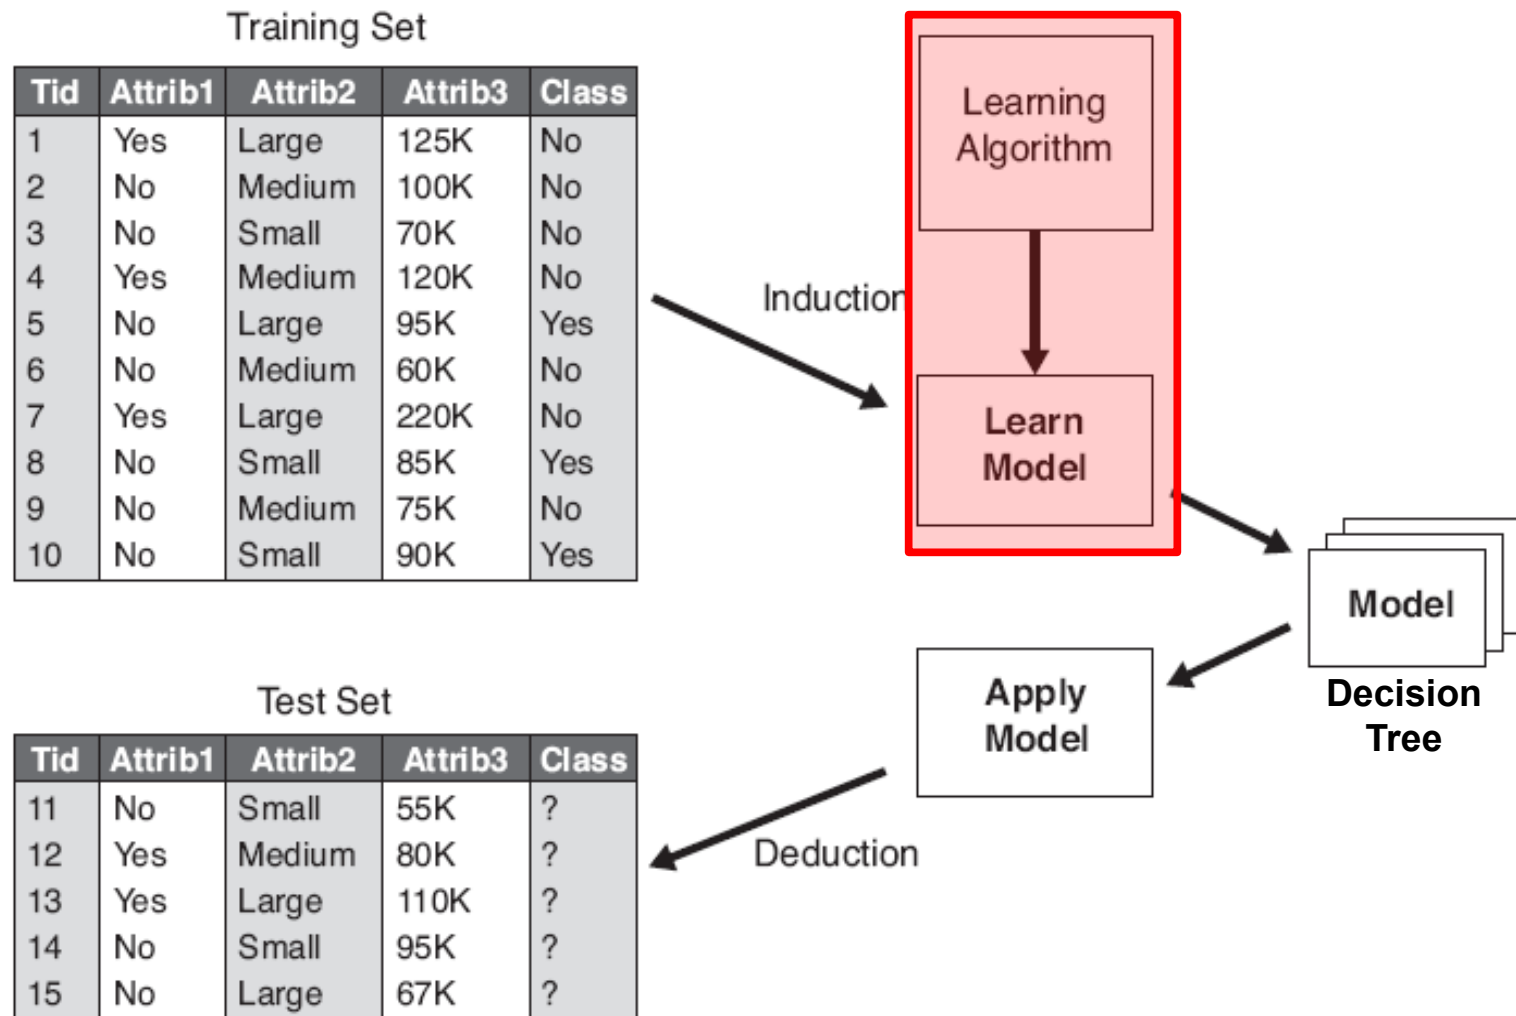 Training Set
Tid Attrib1 Attrib2 Attrib3 Class
1 Yes Large 125K No
2 No Medium 100K No
3 No Small 70K No
4 Yes Medium 120K No
5 No Large 95K Yes
6 No Medium 60K No
7 Yes Large 220K No
8 No Small 85K Yes
9 No Medium 75K No
10 No Small 90K Yes
Induction
Learning
Algorithm
Learn
Model
Model
Decision
Tree
Apply
Model
Deduction
Test Set
Tid Attrib1 Attrib2 Attrib3 Class
11 No Small 55K ?
12 Yes Medium 80K ?
13 Yes Large 110K ?
14 No Small 95K ?
15 No Large 67K ?